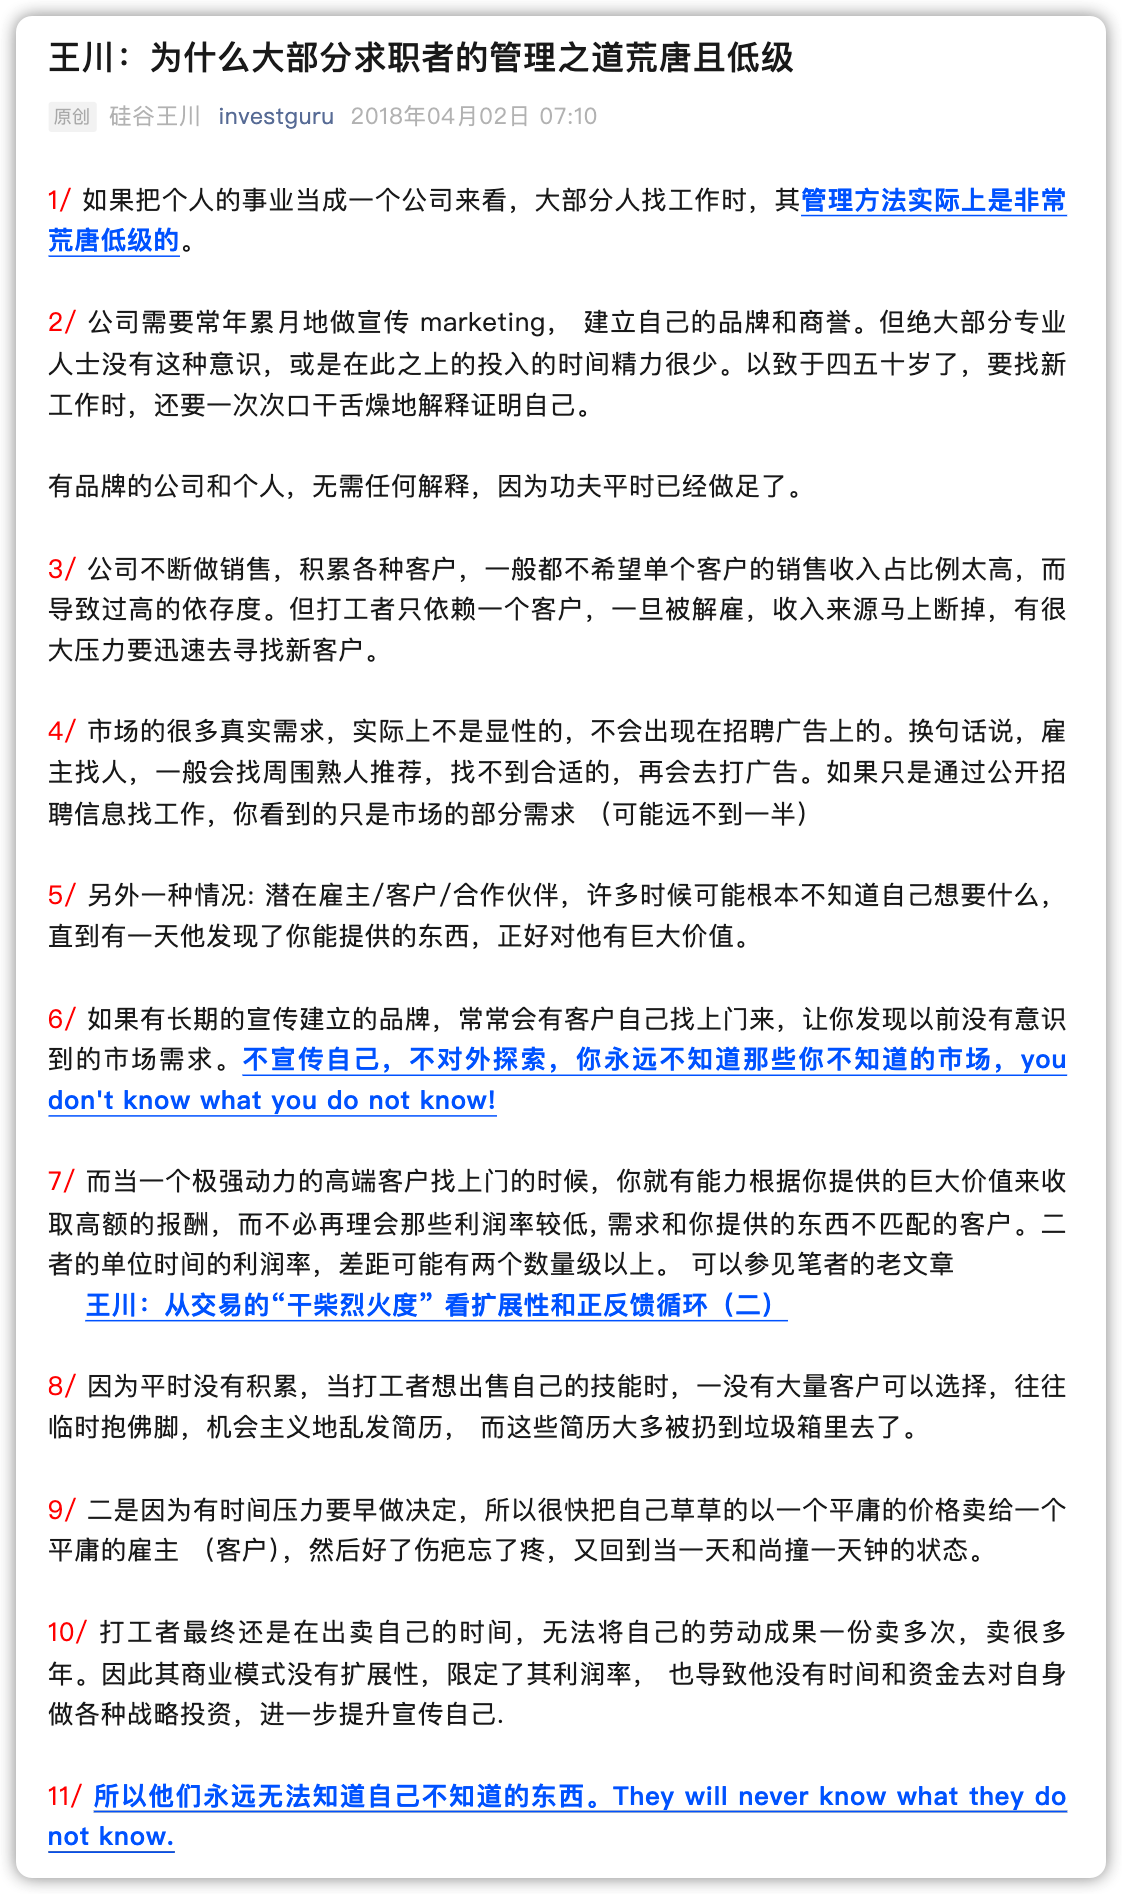 王川：为什么大部分求职者的管理之道荒唐且低级
原创 硅谷王川 investguru 2018年04月02日 07:10
1/ 如果把个人的事业当成一个公司来看，大部分人找工作时，其管理方法实际上是非常
荒唐低级的。
2/ 公司需要常年累月地做宣传 marketing， 建立自己的品牌和商誉。但绝大部分专业
人士没有这种意识，或是在此之上的投入的时间精力很少。以致于四五十岁了，要找新
工作时，还要一次次口干舌燥地解释证明自己。
有品牌的公司和个人，无需任何解释，因为功夫平时已经做足了。
3/ 公司不断做销售，积累各种客户，一般都不希望单个客户的销售收入占比例太高，而
导致过高的依存度。但打工者只依赖一个客户，一旦被解雇，收入来源马上断掉，有很
大压力要迅速去寻找新客户。
4/ 市场的很多真实需求，实际上不是显性的，不会出现在招聘广告上的。换句话说，雇
主找人，一般会找周围熟人推荐，找不到合适的，再会去打广告。如果只是通过公开招
聘信息找工作，你看到的只是市场的部分需求 （可能远不到一半）
5/ 另外一种情况: 潜在雇主/客户/合作伙伴，许多时候可能根本不知道自己想要什么，
直到有一天他发现了你能提供的东西，正好对他有巨大价值。
6/ 如果有长期的宣传建立的品牌，常常会有客户自己找上门来，让你发现以前没有意识
到的市场需求。不宣传自己，不对外探索，你永远不知道那些你不知道的市场，you
don't know what you do not know!
7/ 而当一个极强动力的高端客户找上门的时候，你就有能力根据你提供的巨大价值来收
取高额的报酬，而不必再理会那些利润率较低, 需求和你提供的东西不匹配的客户。二
者的单位时间的利润率，差距可能有两个数量级以上。 可以参见笔者的老文章
王川：从交易的“干柴烈火度” 看扩展性和正反馈循环（二）
8/ 因为平时没有积累，当打工者想出售自己的技能时，一没有大量客户可以选择，往往
临时抱佛脚，机会主义地乱发简历， 而这些简历大多被扔到垃圾箱里去了。
9/ 二是因为有时间压力要早做决定，所以很快把自己草草的以一个平庸的价格卖给一个
平庸的雇主 （客户），然后好了伤疤忘了疼，又回到当一天和尚撞一天钟的状态。
10/ 打工者最终还是在出卖自己的时间，无法将自己的劳动成果一份卖多次，卖很多
年。因此其商业模式没有扩展性，限定了其利润率， 也导致他没有时间和资金去对自身
做各种战略投资，进一步提升宣传自己.
11/ 所以他们永远无法知道自己不知道的东西。They will never know what they do
not know.